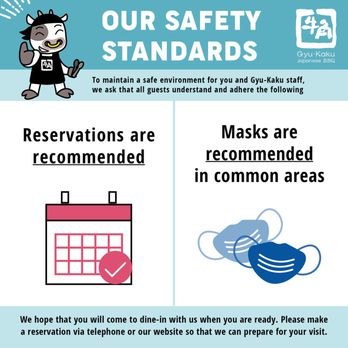 OUR SAFETY
STANDARDS
牛角
Gyu-Kaku
Japanese BBQ
To maintain a safe environment for you and Gyu-Kaku staff,
we ask that all guests understand and adhere the following
Reservations are
recommended
Masks are
recommended
in common areas
We hope that you will come to dine-in with us when you are ready. Please make
a reservation via telephone or our website so that we can prepare for your visit.